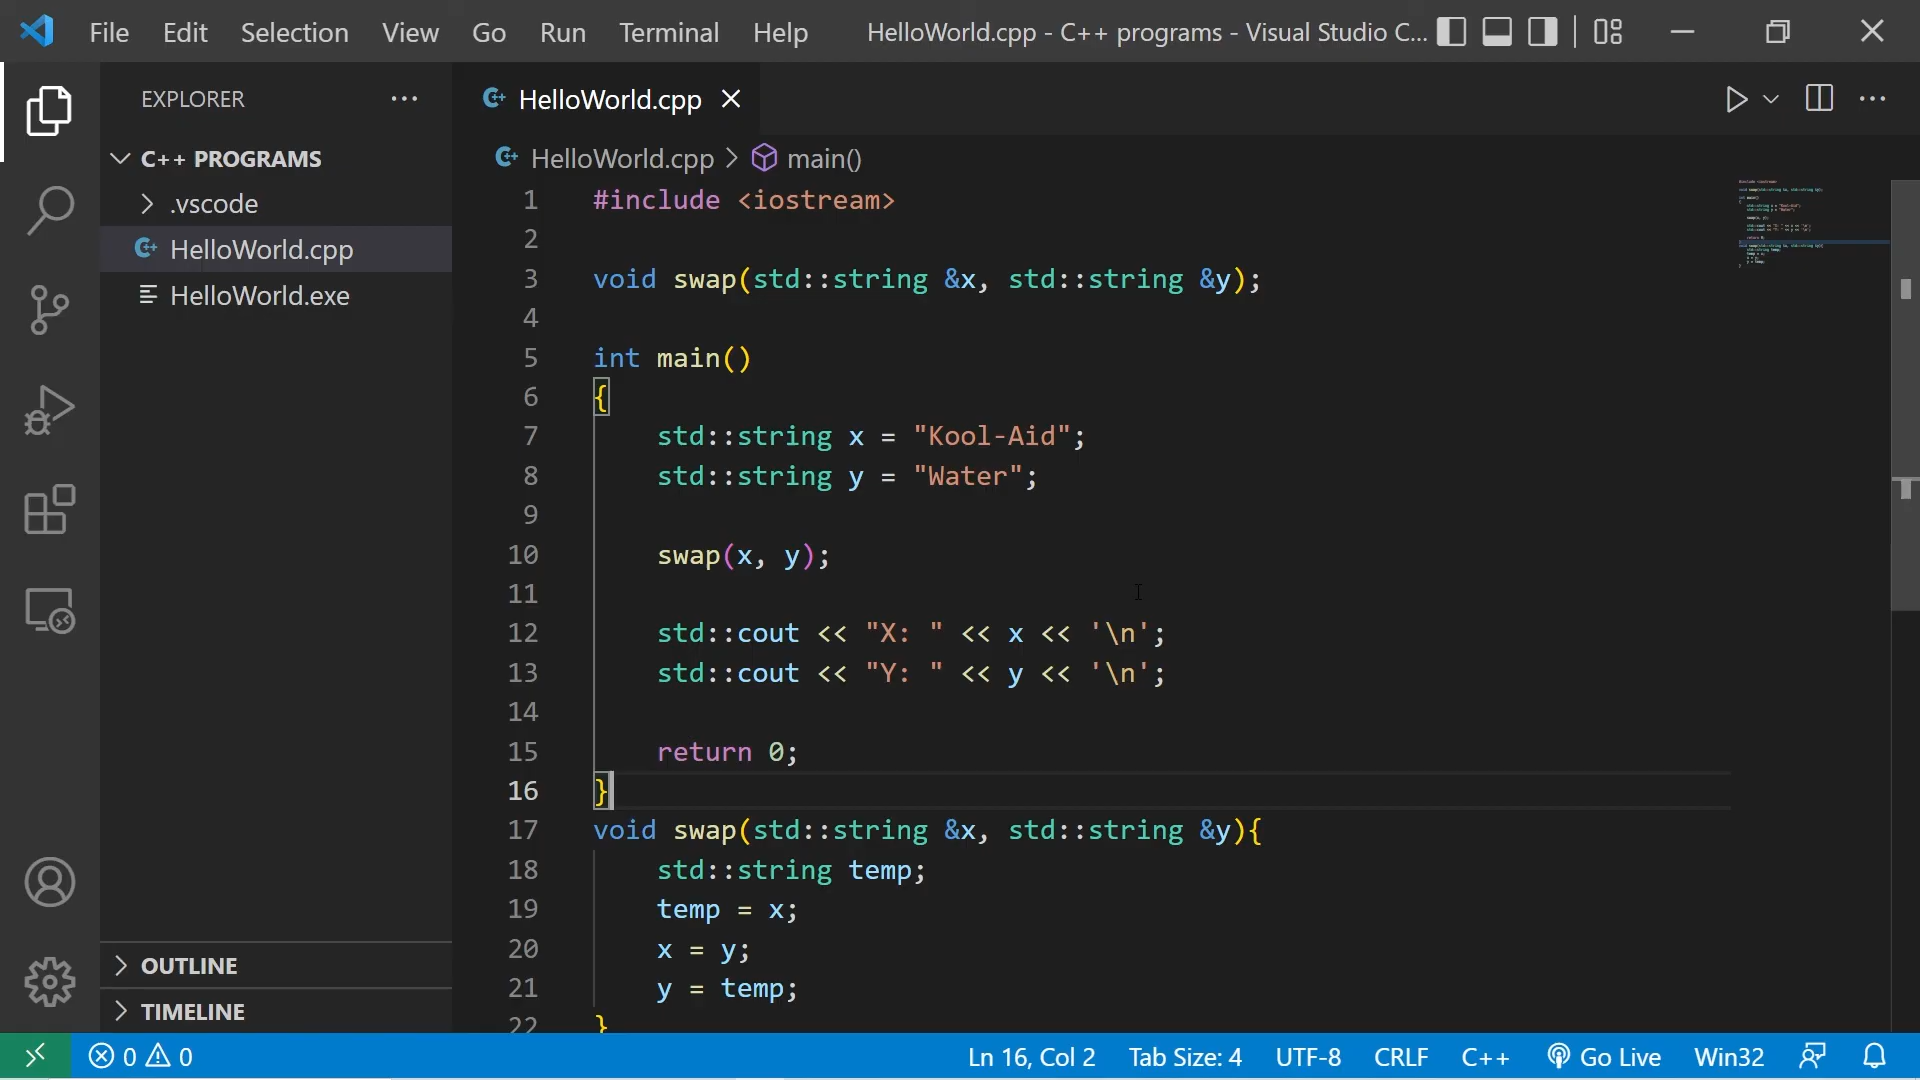 File Edit Selection View Go Run Terminal Help HelloWorld.cpp - C++ programs - Visual Studio C...
EXPLORER
C++ PROGRAMS
.vscode
HelloWorld.cpp
HelloWorld.exe
OUTLINE
TIMELINE
HelloWorld.cpp
HelloWorld.cpp > main()
1 #include <iostream>
2
3 void swap(std::string &x, std::string &y);
4
5 int main()
6 {
7     std::string x = "Kool-Aid";
8     std::string y = "Water";
9
10     swap(x, y);
11
12     std::cout << "X: " << x << '\n';
13     std::cout << "Y: " << y << '\n';
14
15     return 0;
16 }
17 void swap(std::string &x, std::string &y){
18     std::string temp;
19     temp = x;
20     x = y;
21     y = temp;
22 }
0 0 Ln 16, Col 2 Tab Size: 4 UTF-8 CRLF C++ Go Live Win32